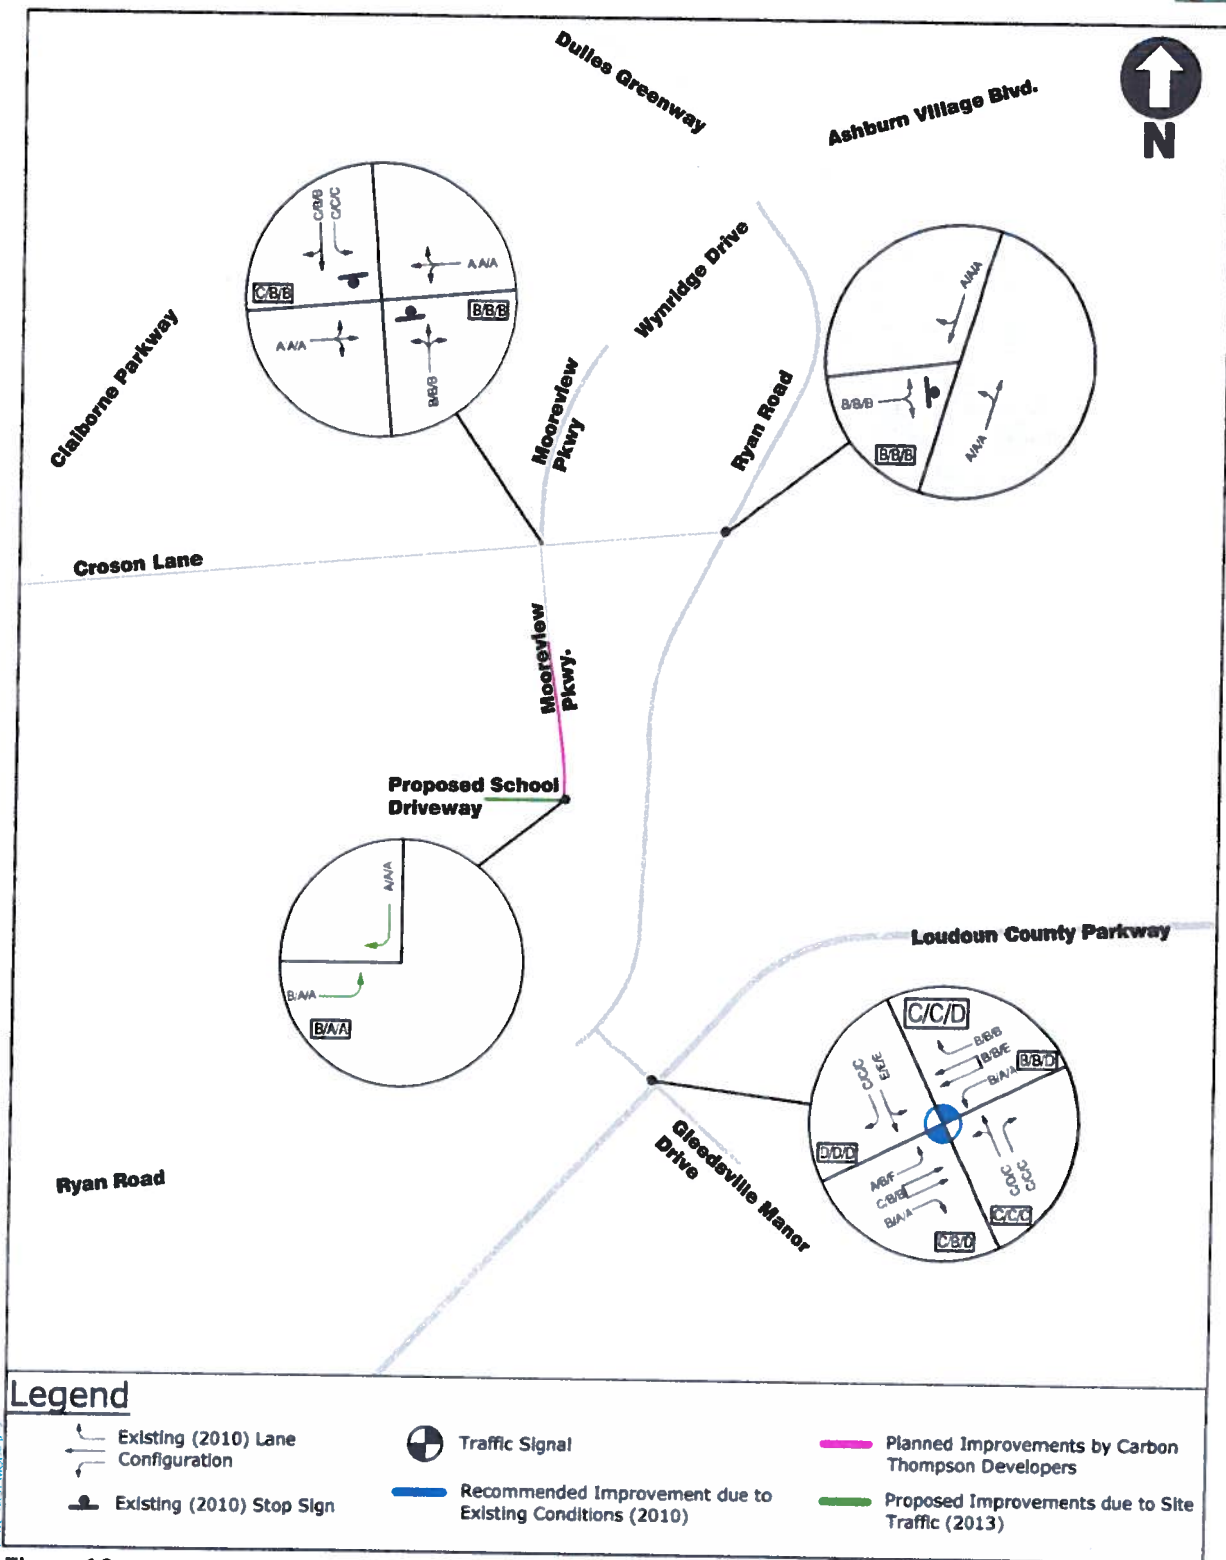 Dulles Greenway
Ashburn Village Blvd.
N
C/B/B
C/C/C
A/A/A
C/B/B
B/B/B
A/A/A
B/B/B
Wynridge Drive
A/A/A
B/B/B
A/A/A
B/B/B
Claiborne Parkway
Mooreview
Pkwy
Ryan Road
Croson Lane
Mooreview
Pkwy.
Proposed School
Driveway
A/A/A
B/A/A
B/A/A
Loudoun County Parkway
C/C/D
B/B/B
B/B/E
B/A/A
B/B/D
C/C/C
E/E/E
D/D/D
A/B/F
C/B/B
B/A/A
C/B/D
C/D/C
C/C/C
C/C/C
Gleedsville Manor
Drive
Ryan Road
Legend
Existing (2010) Lane
Configuration
Existing (2010) Stop Sign
Traffic Signal
Recommended Improvement due to
Existing Conditions (2010)
Planned Improvements by Carbon
Thompson Developers
Proposed Improvements due to Site
Traffic (2013)